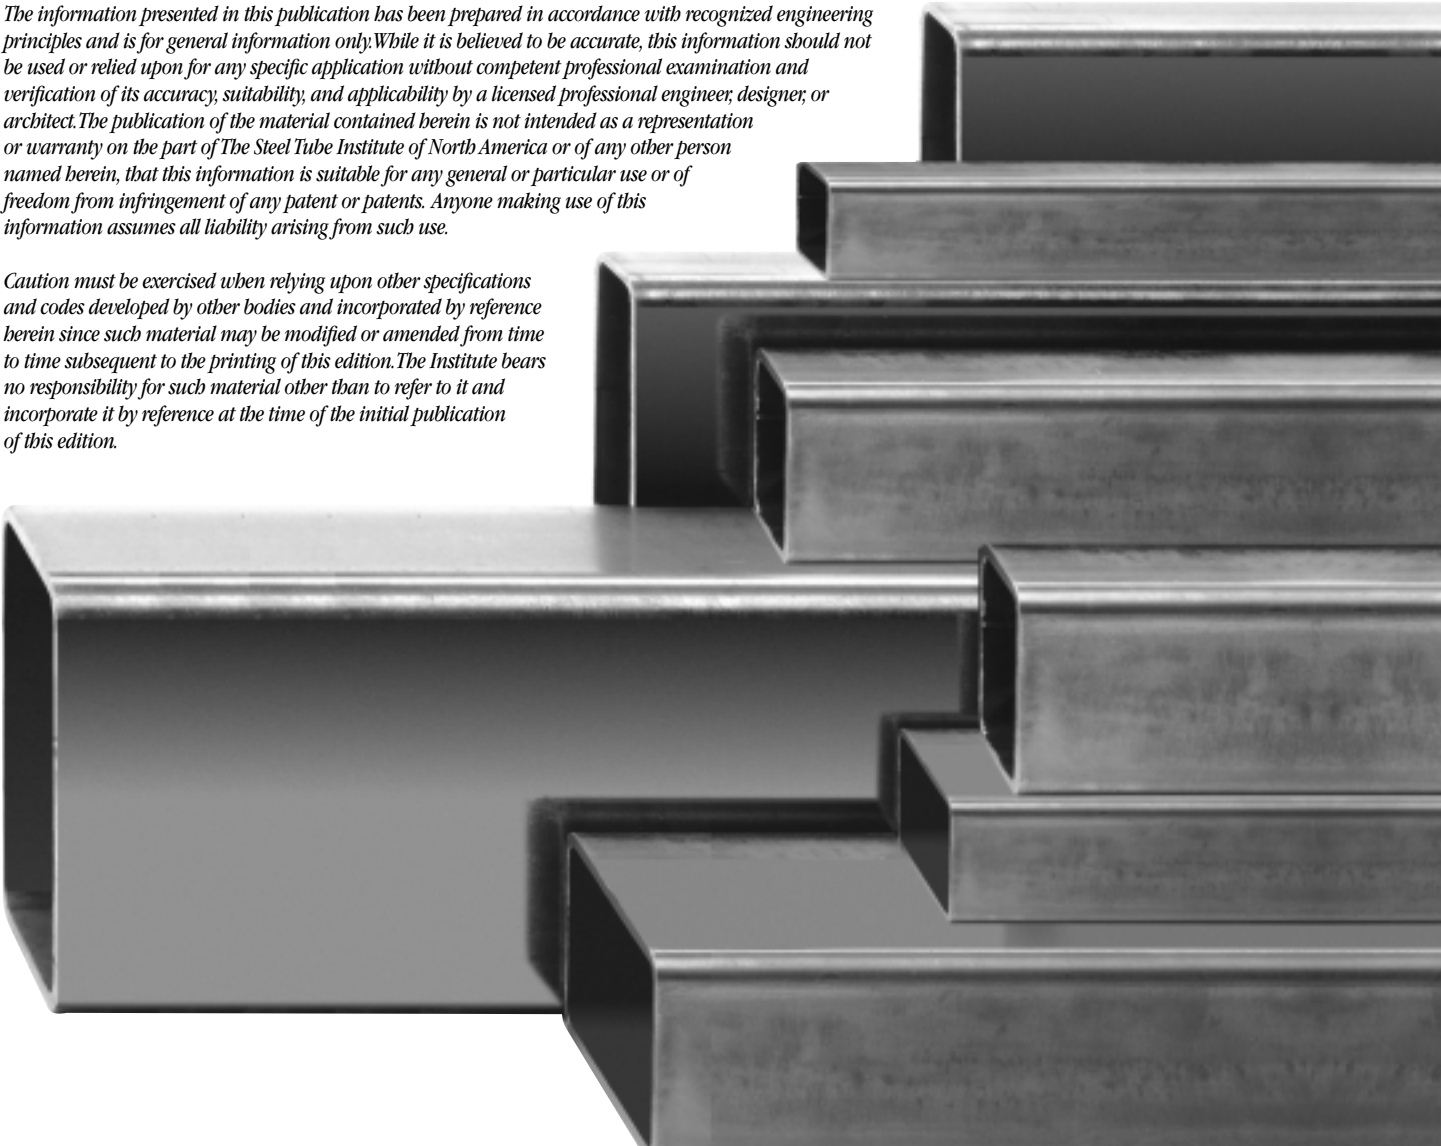 The information presented in this publication has been prepared in accordance with recognized engineering
principles and is for general information only.While it is believed to be accurate, this information should not
be used or relied upon for any specific application without competent professional examination and
verification of its accuracy, suitability, and applicability by a licensed professional engineer, designer, or
architect.The publication of the material contained herein is not intended as a representation
or warranty on the part of The Steel Tube Institute of North America or of any other person
named herein, that this information is suitable for any general or particular use or of
freedom from infringement of any patent or patents. Anyone making use of this
information assumes all liability arising from such use.
Caution must be exercised when relying upon other specifications
and codes developed by other bodies and incorporated by reference
herein since such material may be modified or amended from time
to time subsequent to the printing of this edition.The Institute bears
no responsibility for such material other than to refer to it and
incorporate it by reference at the time of the initial publication
of this edition.